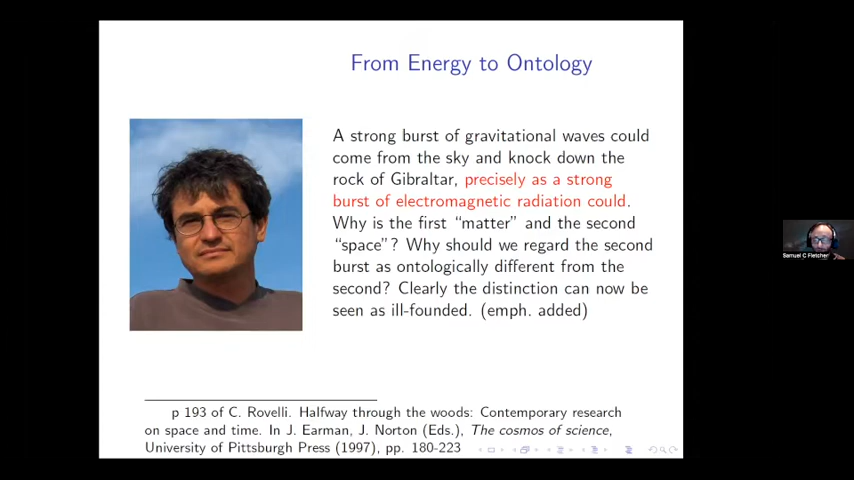 From Energy to Ontology
A strong burst of gravitational waves could
come from the sky and knock down the
rock of Gibraltar, precisely as a strong
burst of electromagnetic radiation could.
Why is the first “matter” and the second
“space”? Why should we regard the second
burst as ontologically different from the
second? Clearly the distinction can now be
seen as ill-founded. (emph. added)
Samuel C Fletcher
p 193 of C. Rovelli. Halfway through the woods: Contemporary research
on space and time. In J. Earman, J. Norton (Eds.), The cosmos of science,
University of Pittsburgh Press (1997), pp. 180-223